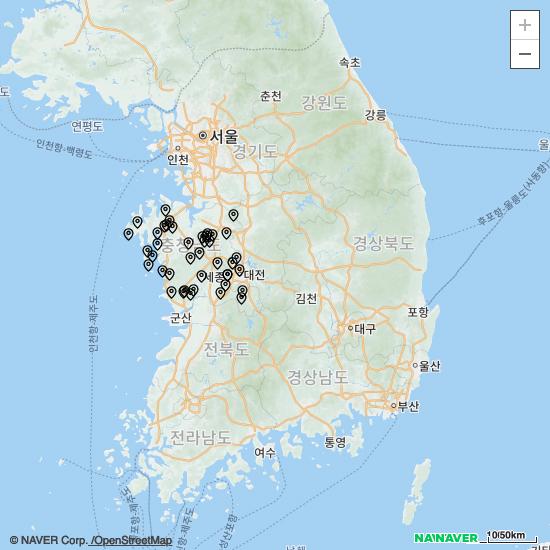 +
−
속초
춘천
강원도
강릉
도
연평도
서울
인천항-백령도
인천
경기도
울
후포항-울릉도(사동항)
충청
도
경상북도
세종
대전
인천항-제주도
김천
포항
군산
대구
전북도
울산
경상남도
부산
전라남도
여수
통영
© NAVER Corp. /OpenStreetMap
NAVER
10/50km